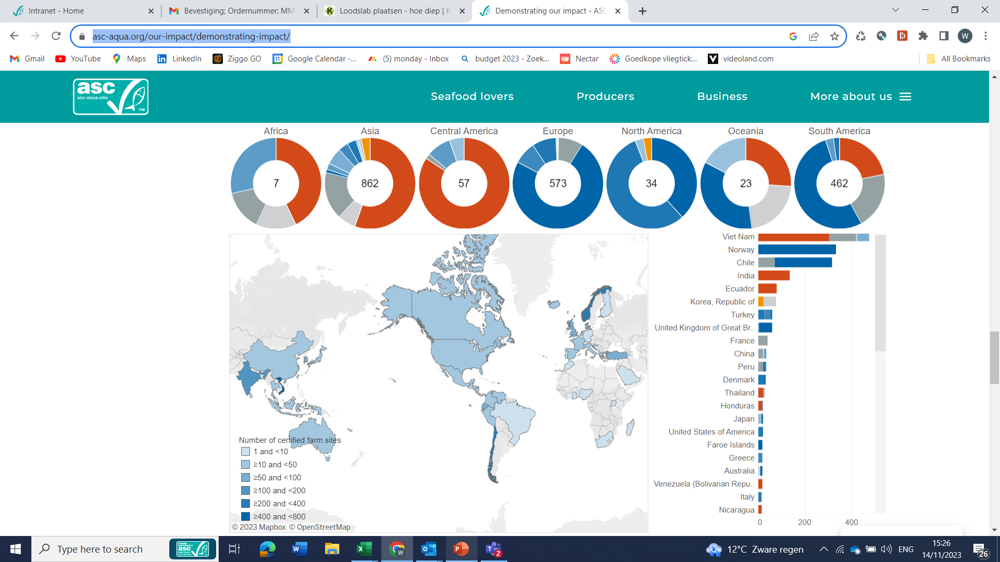 Intranet - Home
Bevestiging; Ordernummer: MM
Loodslab plaatsen - hoe diep | K
Demonstrating our impact - ASC
asc-aqua.org/our-impact/demonstrating-impact/
W
Gmail
YouTube
Maps
LinkedIn
Ziggo GO
Google Calendar -...
(5) monday - Inbox
budget 2023 - Zoek...
Nectar
Goedkope vliegtick...
videoland.com
All Bookmarks
asc
ASC-AQUA.ORG
TM
Seafood lovers
Producers
Business
More about us
Africa
Asia
Central America
Europe
North America
Oceania
South America
7
862
57
573
34
23
462
Viet Nam
Norway
Chile
India
Ecuador
Korea, Republic of
Turkey
United Kingdom of Great Br..
France
China
Peru
Denmark
Thailand
Honduras
Japan
United States of America
Faroe Islands
Greece
Australia
Venezuela (Bolivarian Repu..
Italy
Nicaragua
0
200
400
Number of certified farm sites
1 and <10
≥10 and <50
≥50 and <100
≥100 and <200
≥200 and <400
≥400 and <800
© 2023 Mapbox © OpenStreetMap
Type here to search
asc
12°C Zware regen
ENG
15:26
14/11/2023
26
2